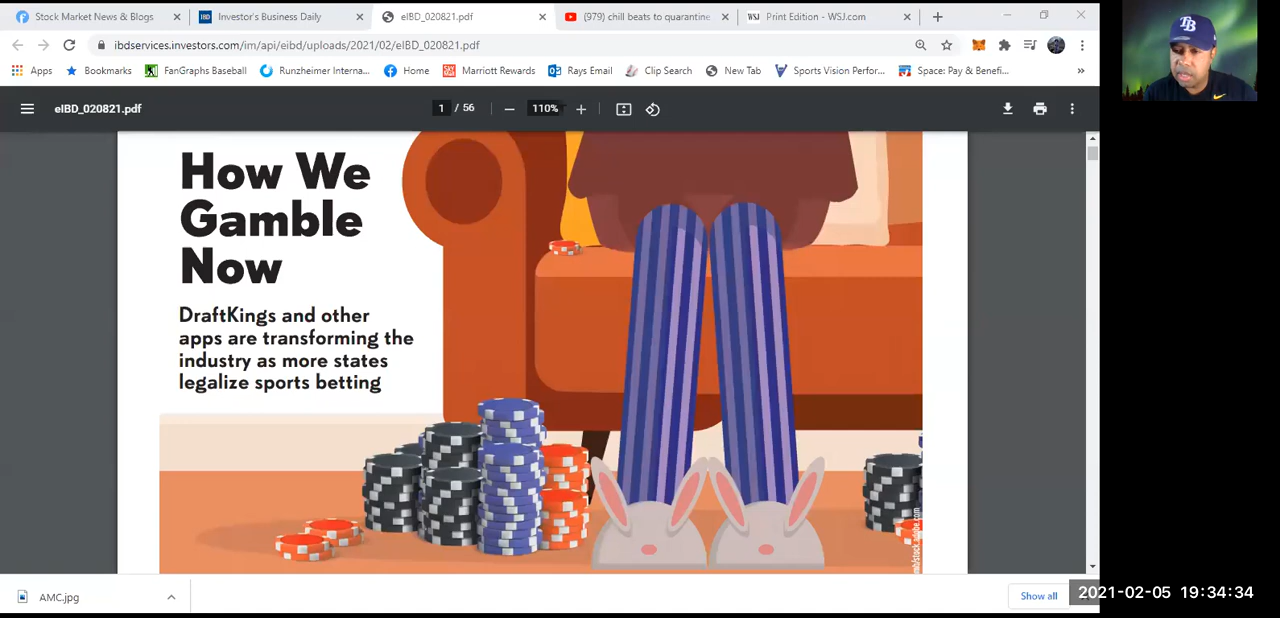 Stock Market News & Blogs
Investor's Business Daily
eIBD_020821.pdf
(979) chill beats to quarantine
Print Edition - WSJ.com
ibdservices.investors.com/im/api/eibd/uploads/2021/02/eIBD_020821.pdf
Apps
Bookmarks
FanGraphs Baseball
Runzheimer Interna...
Home
Marriott Rewards
Rays Email
Clip Search
New Tab
Sports Vision Perfor...
Space: Pay & Benefi...
»
eIBD_020821.pdf
1 / 56
110%
How We
Gamble
Now
DraftKings and other
apps are transforming the
industry as more states
legalize sports betting
AMC.jpg
Show all
2021-02-05 19:34:34
TB